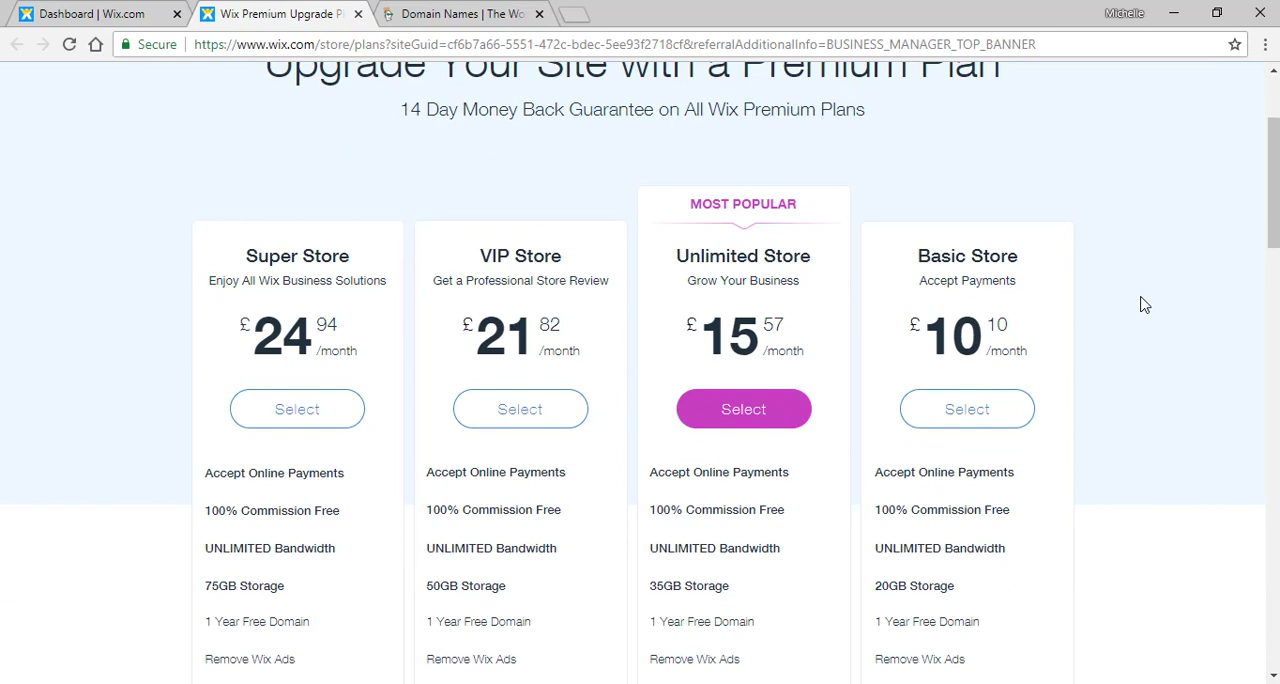 Dashboard | Wix.com
Wix Premium Upgrade P
Domain Names | The Wo
Michelle
Secure
https://www.wix.com/store/plans?siteGuid=cf6b7a66-5551-472c-bdec-5ee93f2718cf&referralAdditionalInfo=BUSINESS_MANAGER_TOP_BANNER
Upgrade Your Site with a Premium Plan
14 Day Money Back Guarantee on All Wix Premium Plans
Super Store
Enjoy All Wix Business Solutions
£24 94 /month
Select
Accept Online Payments
100% Commission Free
UNLIMITED Bandwidth
75GB Storage
1 Year Free Domain
Remove Wix Ads
VIP Store
Get a Professional Store Review
£21 82 /month
Select
Accept Online Payments
100% Commission Free
UNLIMITED Bandwidth
50GB Storage
1 Year Free Domain
Remove Wix Ads
MOST POPULAR
Unlimited Store
Grow Your Business
£15 57 /month
Select
Accept Online Payments
100% Commission Free
UNLIMITED Bandwidth
35GB Storage
1 Year Free Domain
Remove Wix Ads
Basic Store
Accept Payments
£10 10 /month
Select
Accept Online Payments
100% Commission Free
UNLIMITED Bandwidth
20GB Storage
1 Year Free Domain
Remove Wix Ads